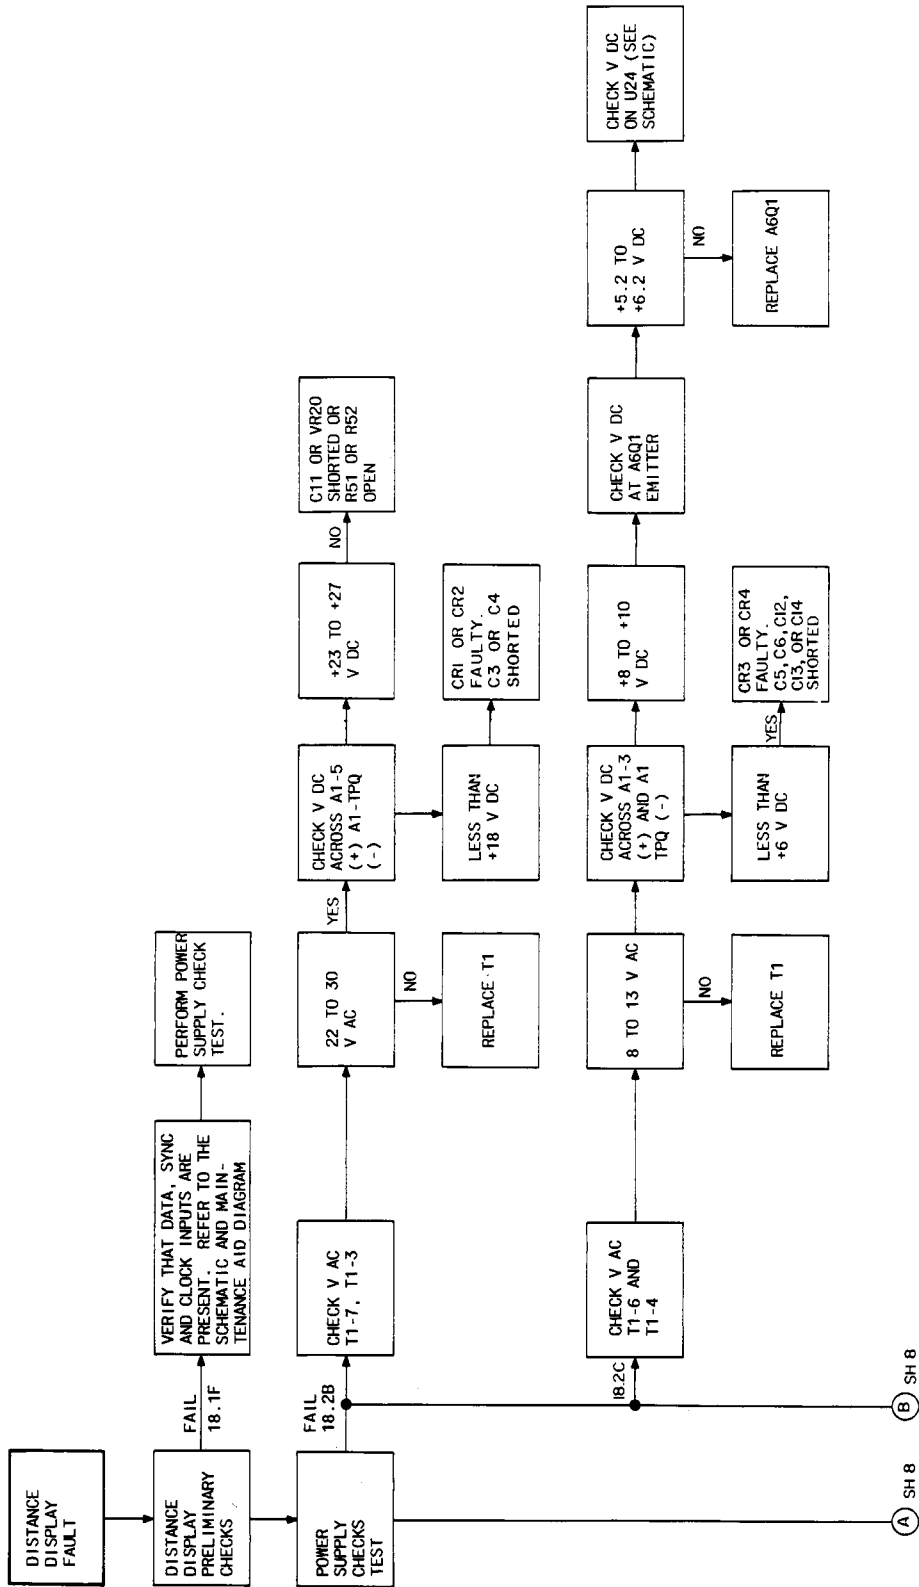 DISTANCE
DISPLAY
FAULT
DISTANCE
DISPLAY
PRELIMINARY
CHECKS
FAIL
18.1F
VERIFY THAT DATA, SYNC
AND CLOCK INPUTS ARE
PRESENT. REFER TO THE
SCHEMATIC AND MAIN-
TENANCE AID DIAGRAM
PERFORM POWER
SUPPLY CHECK
TEST.
POWER
SUPPLY
CHECKS
TEST
FAIL
18.2B
CHECK V AC
T1-7, T1-3
22 TO 30
V AC
YES
NO
REPLACE T1
CHECK V DC
ACROSS A1-5
(+) A1-TPQ
(-)
+23 TO +27
V DC
NO
C11 OR VR20
SHORTED OR
R51 OR R52
OPEN
LESS THAN
+18 V DC
CR1 OR CR2
FAULTY.
C3 OR C4
SHORTED
18.2C
CHECK V AC
T1-6 AND
T1-4
8 TO 13 V AC
NO
REPLACE T1
CHECK V DC
ACROSS A1-3
(+) AND A1
TPQ (-)
+8 TO +10
V DC
CHECK V DC
AT A6Q1
EMITTER
+5.2 TO
+6.2 V DC
CHECK V DC
ON U24 (SEE
SCHEMATIC)
NO
REPLACE A6Q1
LESS THAN
+6 V DC
YES
CR3 OR CR4
FAULTY.
C5, C6, C12,
C13, OR C14
SHORTED
A SH 8
B SH 8